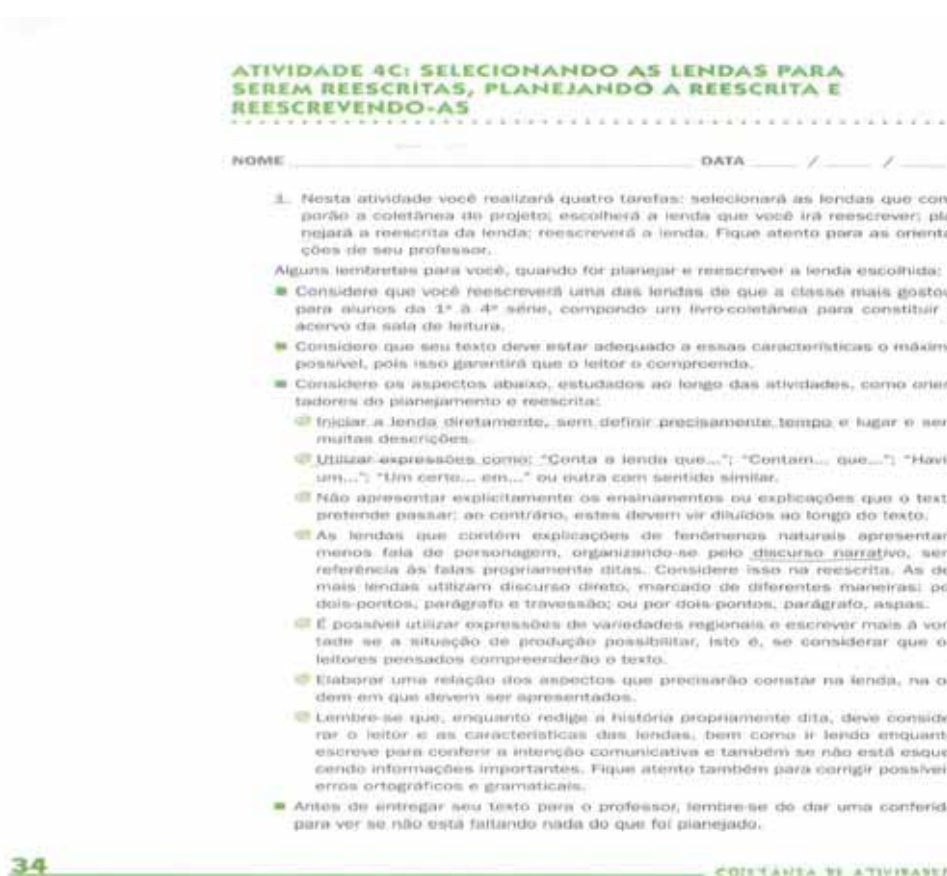 ATIVIDADE 4C: SELECIONANDO AS LENDAS PARA
SEREM REESCRITAS, PLANEJANDO A REESCRITA E
REESCREVENDO-AS
NOME DATA / /
1. Nesta atividade você realizará quatro tarefas: selecionará as lendas que com
porão a coletânea do projeto; escolherá a lenda que você irá reescrever; pla
nejará a reescrita da lenda; reescreverá a lenda. Fique atento para as orienta
ções de seu professor.
Alguns lembretes para você, quando for planejar e reescrever a lenda escolhida:
Considere que você reescreverá uma das lendas de que a classe mais gostou
para alunos da 1ª à 4ª série, compondo um livro-coletânea para constituir
acervo da sala de leitura.
Considere que seu texto deve estar adequado a essas características o máxim
possível, pois isso garantirá que o leitor o compreenda.
Considere os aspectos abaixo, estudados ao longo das atividades, como orien
tadores do planejamento e reescrita:
Iniciar a lenda diretamente, sem definir precisamente tempo e lugar e sem
muitas descrições.
Utilizar expressões como: "Conta a lenda que..."; "Contam... que..."; "Havi
um..."; "Um certo... em..." ou outra com sentido similar.
Não apresentar explicitamente os ensinamentos ou explicações que o text
pretende passar; ao contrário, estes devem vir diluídos ao longo do texto.
As lendas que contêm explicações de fenômenos naturais apresentam
menos fala de personagem, organizando-se pelo discurso narrativo, sem
referência às falas propriamente ditas. Considere isso na reescrita. As de
mais lendas utilizam discurso direto, marcado de diferentes maneiras: po
dois-pontos, parágrafo e travessão; ou por dois-pontos, parágrafo, aspas.
É possível utilizar expressões de variedades regionais e escrever mais à von
tade se a situação de produção possibilitar, isto é, se considerar que o
leitores pensados compreenderão o texto.
Elaborar uma relação dos aspectos que precisarão constar na lenda, na o
dem em que devem ser apresentados.
Lembre-se que, enquanto redige a história propriamente dita, deve conside
rar o leitor e as características das lendas, bem como ir lendo enquant
escreve para conferir a intenção comunicativa e também se não está esque
cendo informações importantes. Fique atento também para corrigir possívei
erros ortográficos e gramaticais.
Antes de entregar seu texto para o professor, lembre-se de dar uma conferid
para ver se não está faltando nada do que foi planejado.
34 COLETÂNEA DE ATIVIDADES